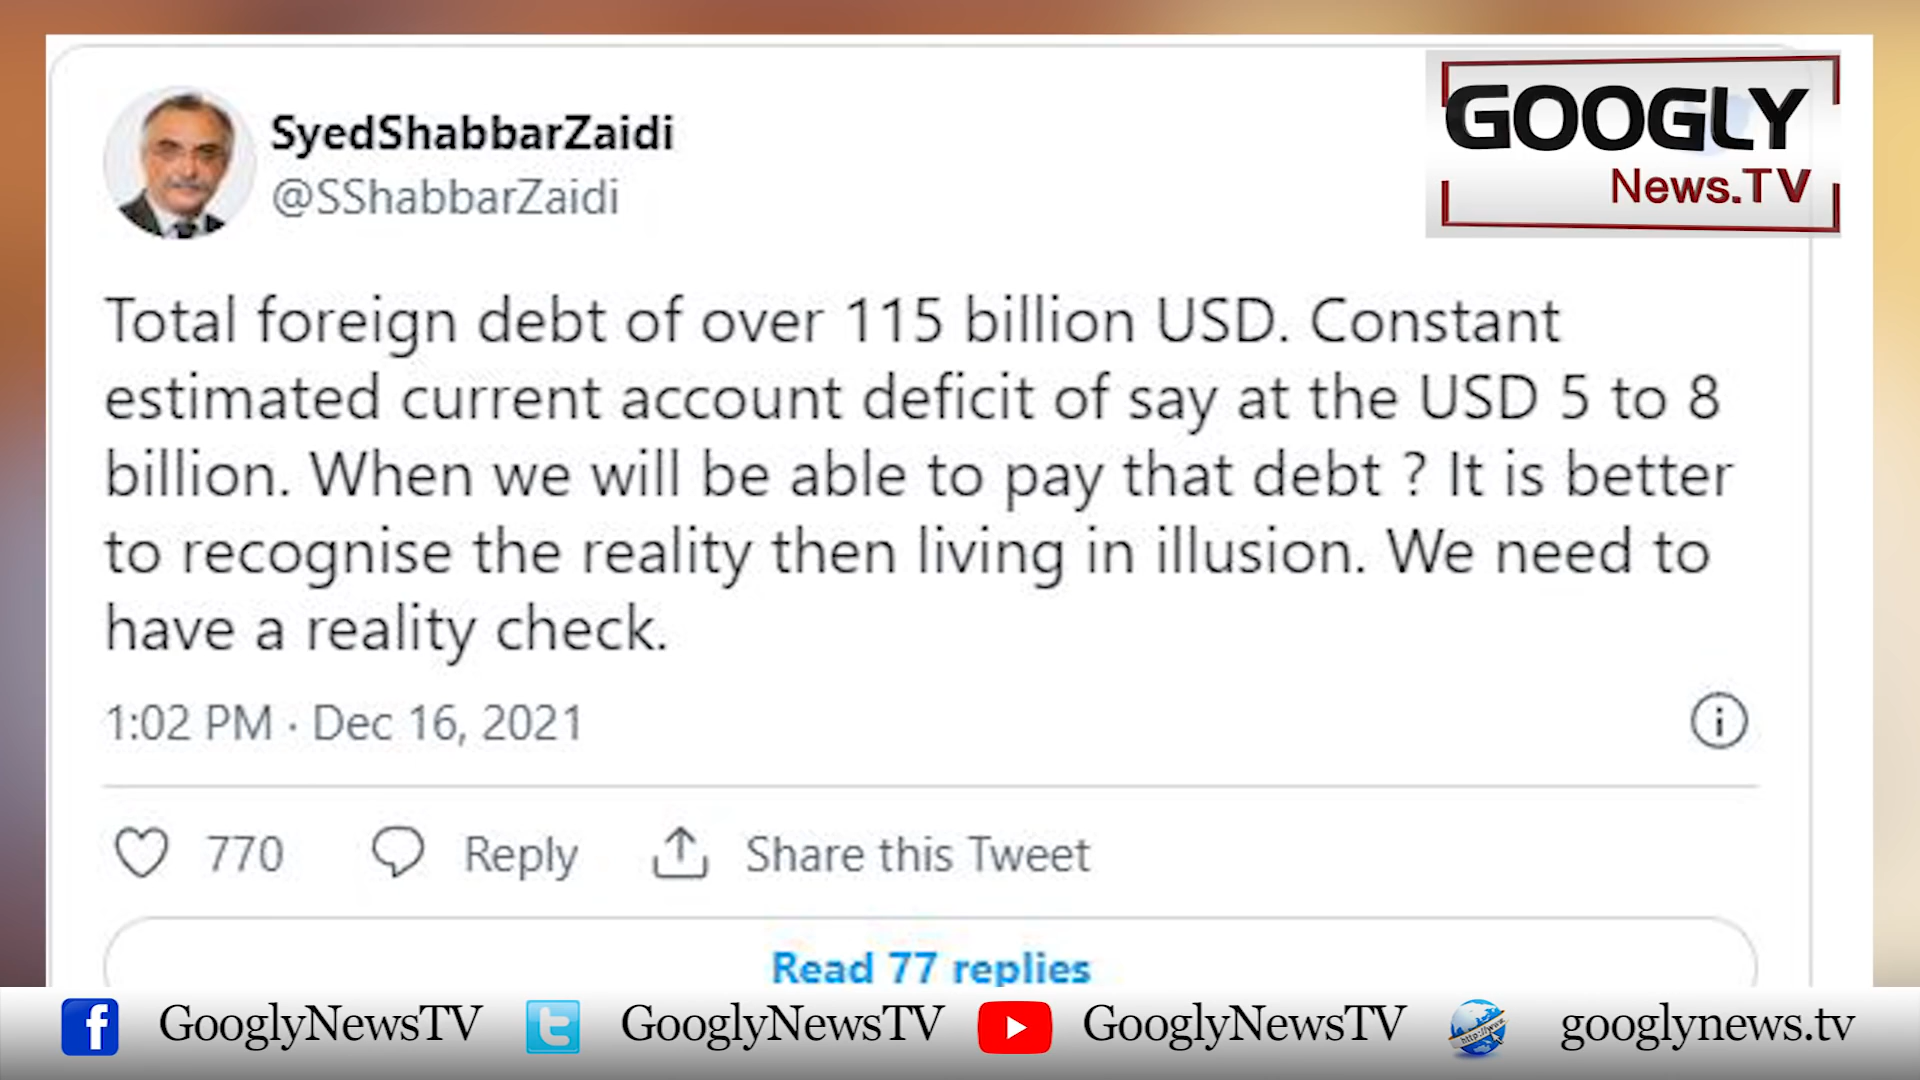 GOOGLY
News.TV
SyedShabbarZaidi
@SShabbarZaidi
Total foreign debt of over 115 billion USD. Constant
estimated current account deficit of say at the USD 5 to 8
billion. When we will be able to pay that debt ? It is better
to recognise the reality then living in illusion. We need to
have a reality check.
1:02 PM · Dec 16, 2021
770 Reply Share this Tweet
Read 77 replies
GooglyNewsTV GooglyNewsTV GooglyNewsTV googlynews.tv